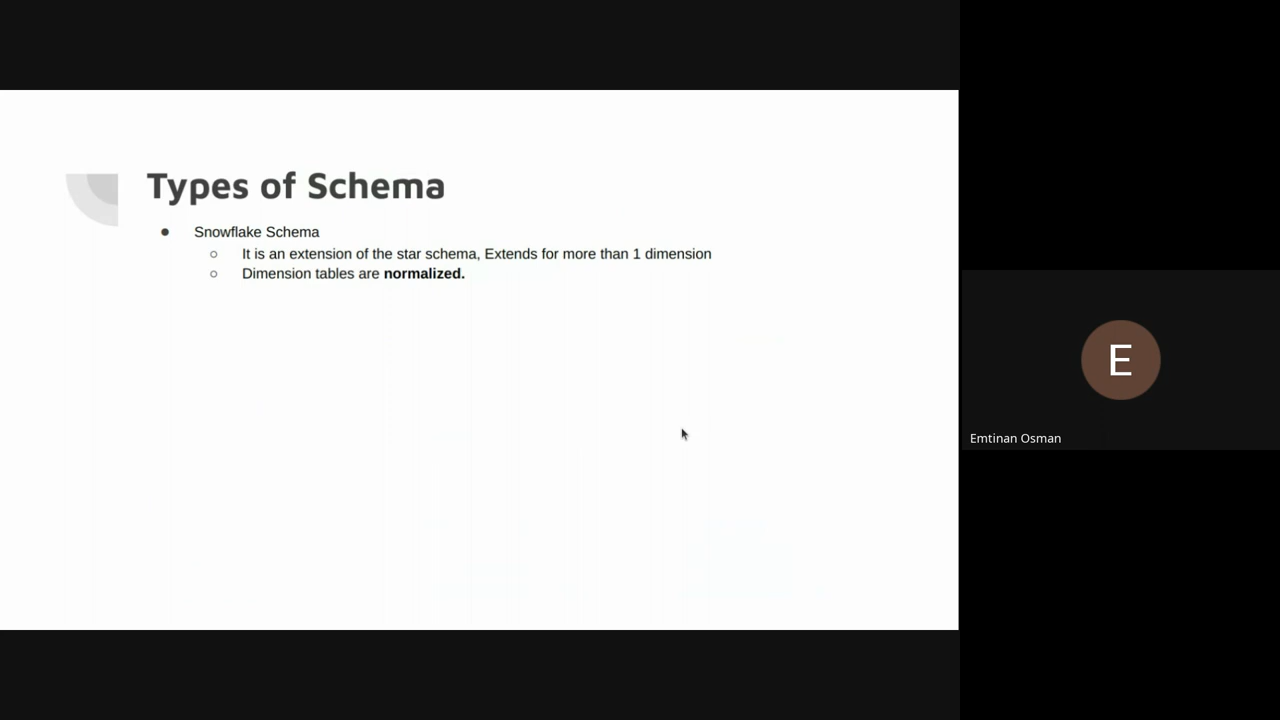 Types of Schema
● Snowflake Schema
○ It is an extension of the star schema, Extends for more than 1 dimension
○ Dimension tables are normalized.
E
Emtinan Osman